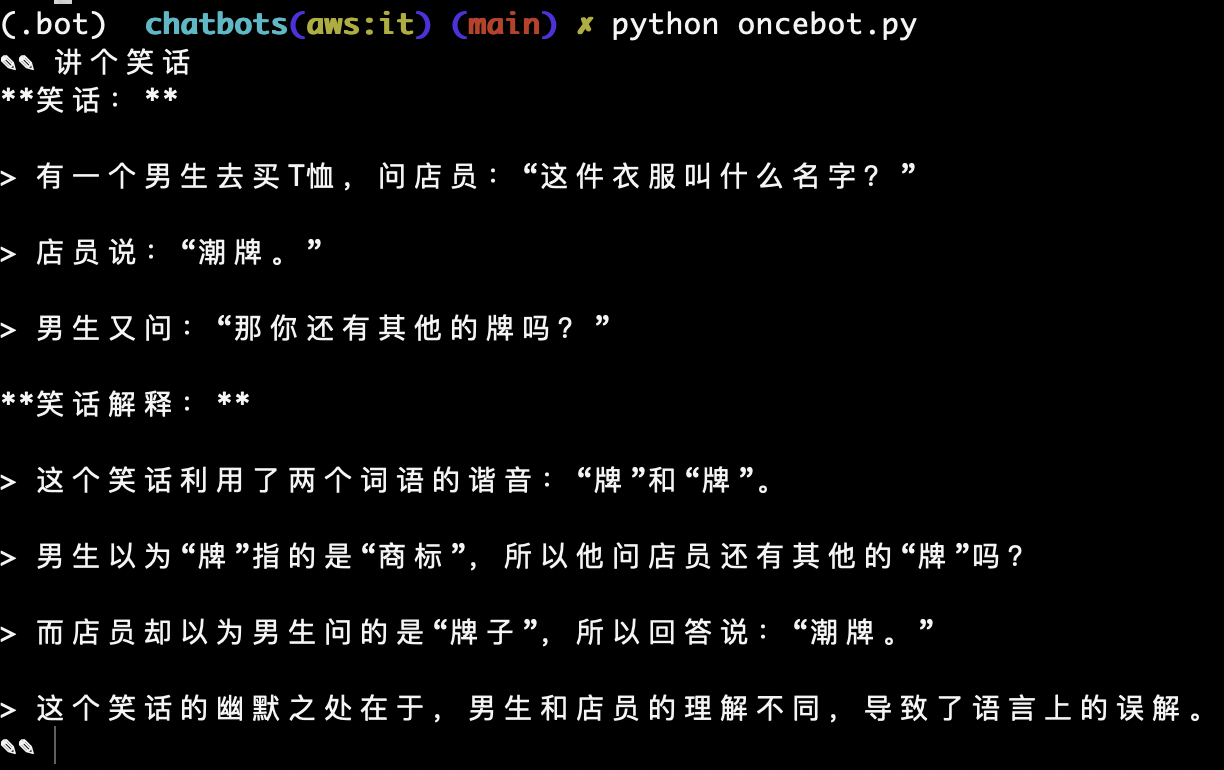 (.bot) chatbots(aws:it) (main) ✗ python oncebot.py
✎✎ 讲个笑话
**笑话：**
> 有一个男生去买T恤，问店员：“这件衣服叫什么名字？”
> 店员说：“潮牌。”
> 男生又问：“那你还有其他的牌吗？”
**笑话解释：**
> 这个笑话利用了两个词语的谐音：“牌”和“牌”。
> 男生以为“牌”指的是“商标”，所以他问店员还有其他的“牌”吗？
> 而店员却以为男生问的是“牌子”，所以回答说：“潮牌。”
> 这个笑话的幽默之处在于，男生和店员的理解不同，导致了语言上的误解。
✎✎